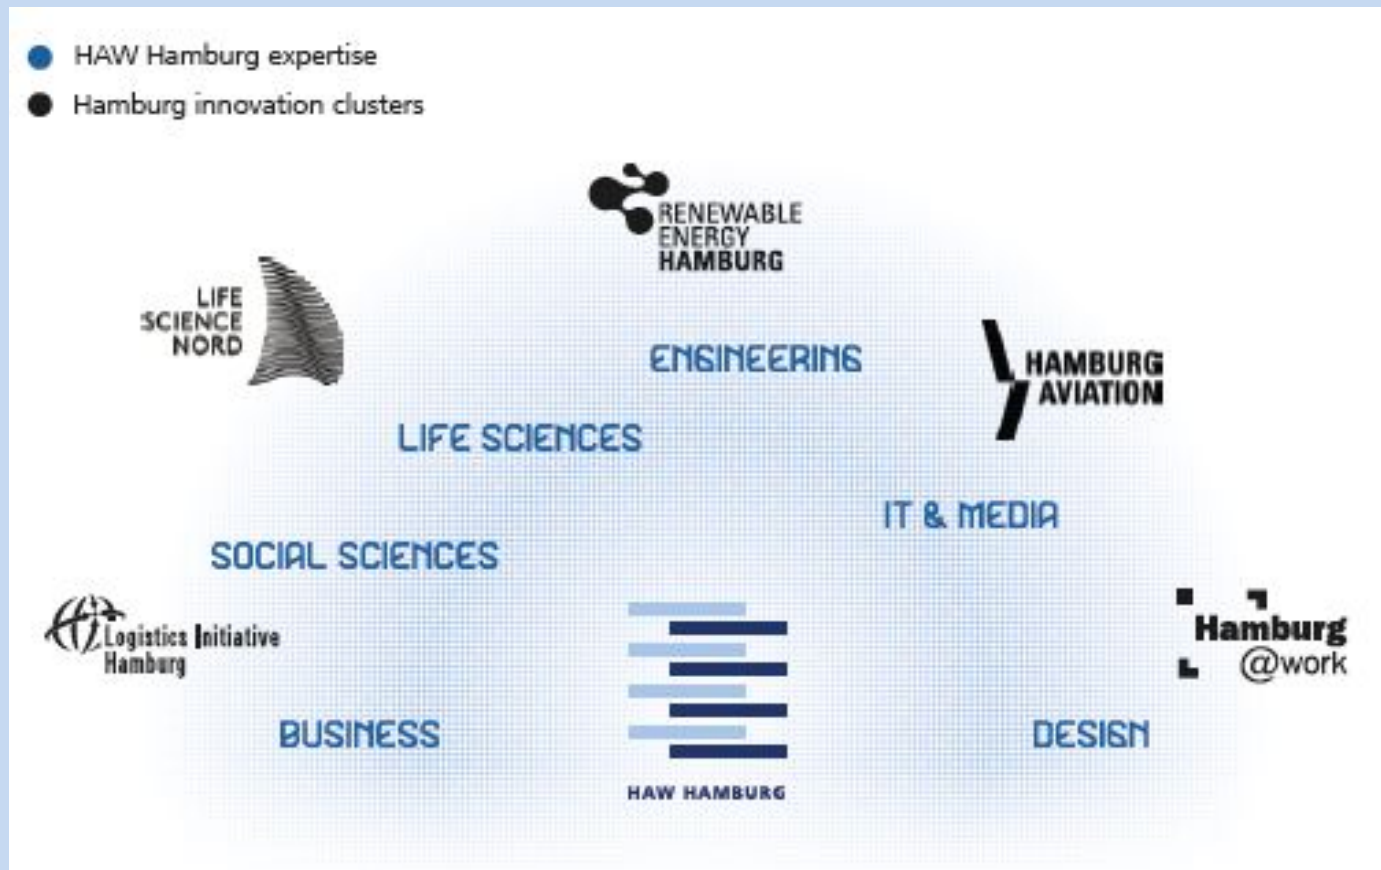 HAW Hamburg expertise
Hamburg innovation clusters
RENEWABLE
ENERGY
HAMBURG
LIFE
SCIENCE
NORD
ENGINEERING
HAMBURG
AVIATION
LIFE SCIENCES
IT & MEDIA
SOCIAL SCIENCES
Logistics Initiative
Hamburg
Hamburg
@work
BUSINESS
DESIGN
HAW HAMBURG